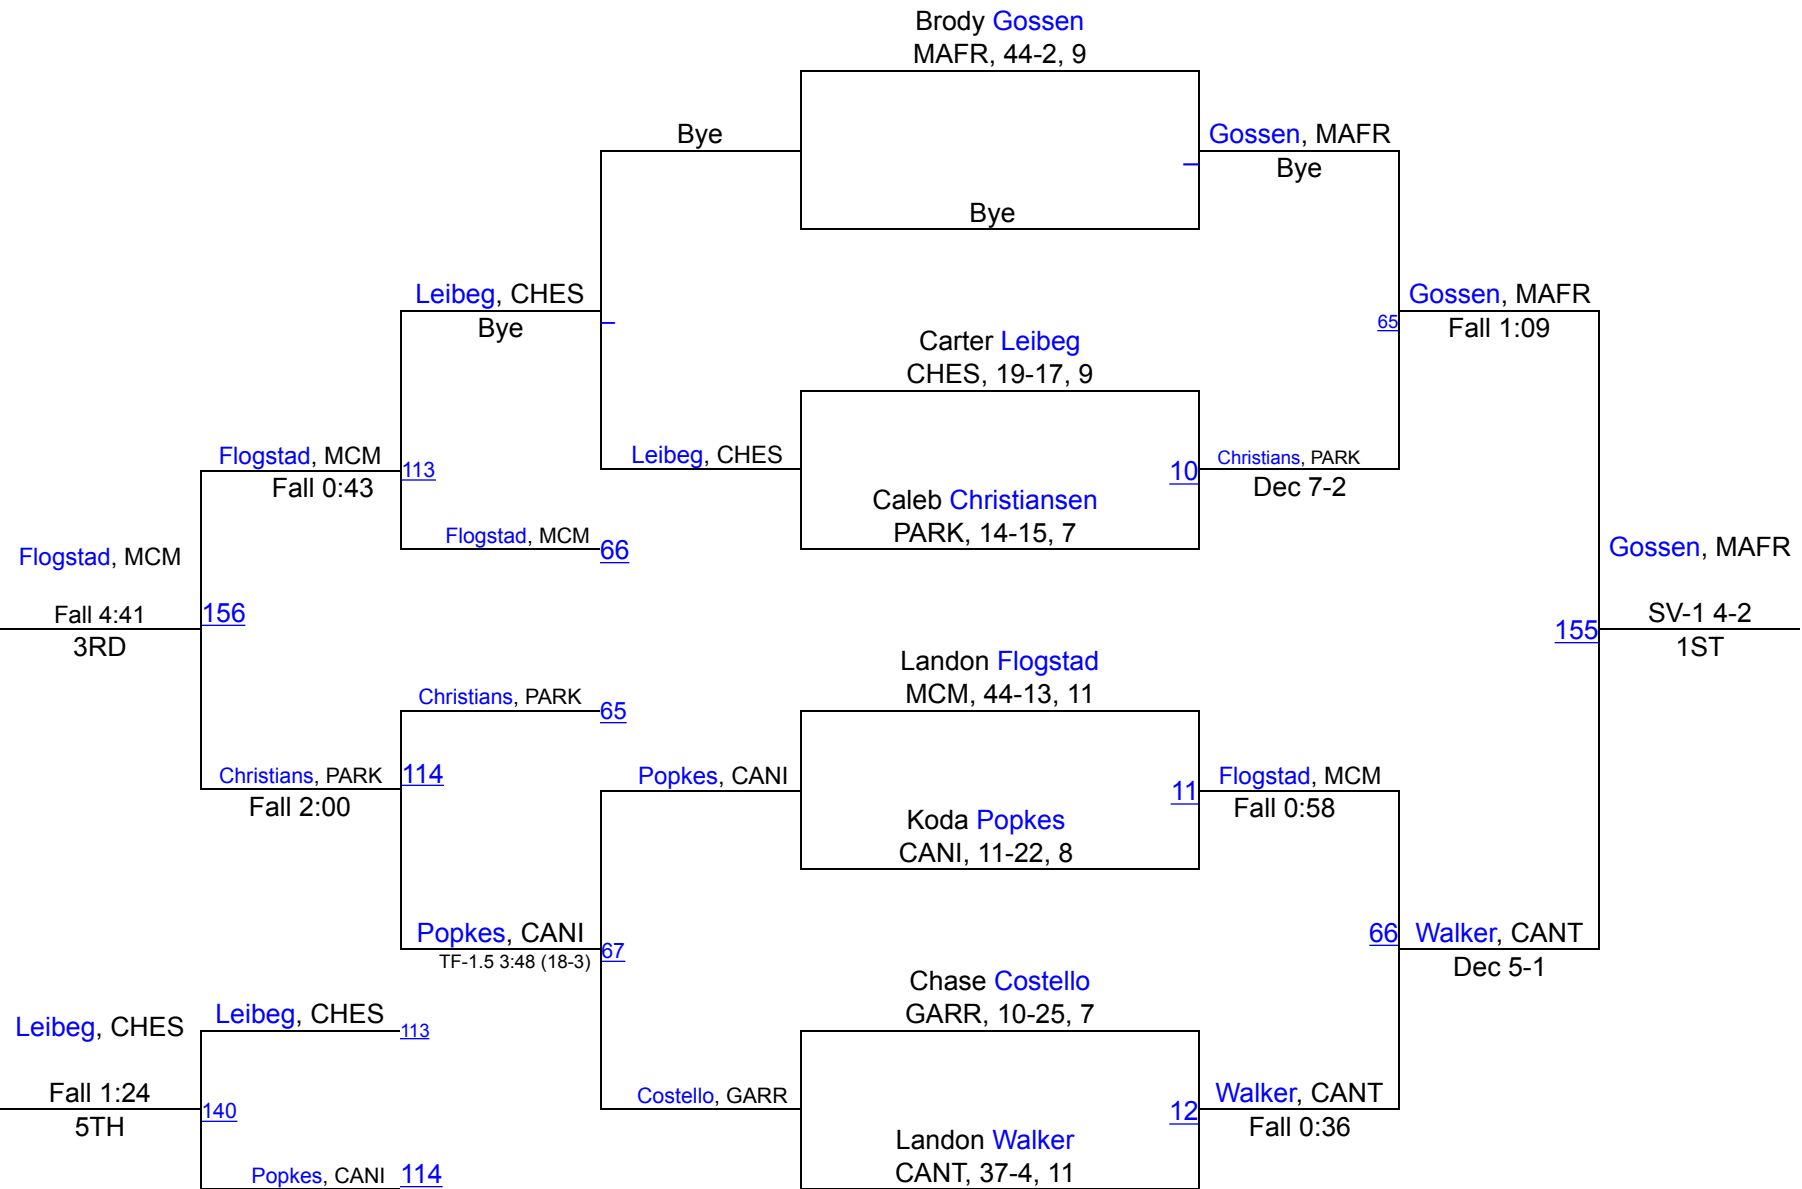 Brody Gossen
MAFR, 44-2, 9
Bye
Gossen, MAFR
Bye
Bye
Leibeg, CHES
Bye
Gossen, MAFR
65
Fall 1:09
Carter Leibeg
CHES, 19-17, 9
Flogstad, MCM
113
Fall 0:43
Leibeg, CHES
10
Christians, PARK
Dec 7-2
Caleb Christiansen
PARK, 14-15, 7
Flogstad, MCM
66
Flogstad, MCM
Fall 4:41
3RD
156
Gossen, MAFR
155
SV-1 4-2
1ST
Landon Flogstad
MCM, 44-13, 11
Christians, PARK
65
Christians, PARK
114
Fall 2:00
Popkes, CANI
11
Flogstad, MCM
Fall 0:58
Koda Popkes
CANI, 11-22, 8
Popkes, CANI
TF-1.5 3:48 (18-3)
67
66
Walker, CANT
Dec 5-1
Chase Costello
GARR, 10-25, 7
Leibeg, CHES
Leibeg, CHES
113
Fall 1:24
5TH
140
Costello, GARR
12
Walker, CANT
Fall 0:36
Landon Walker
CANT, 37-4, 11
Popkes, CANI
114